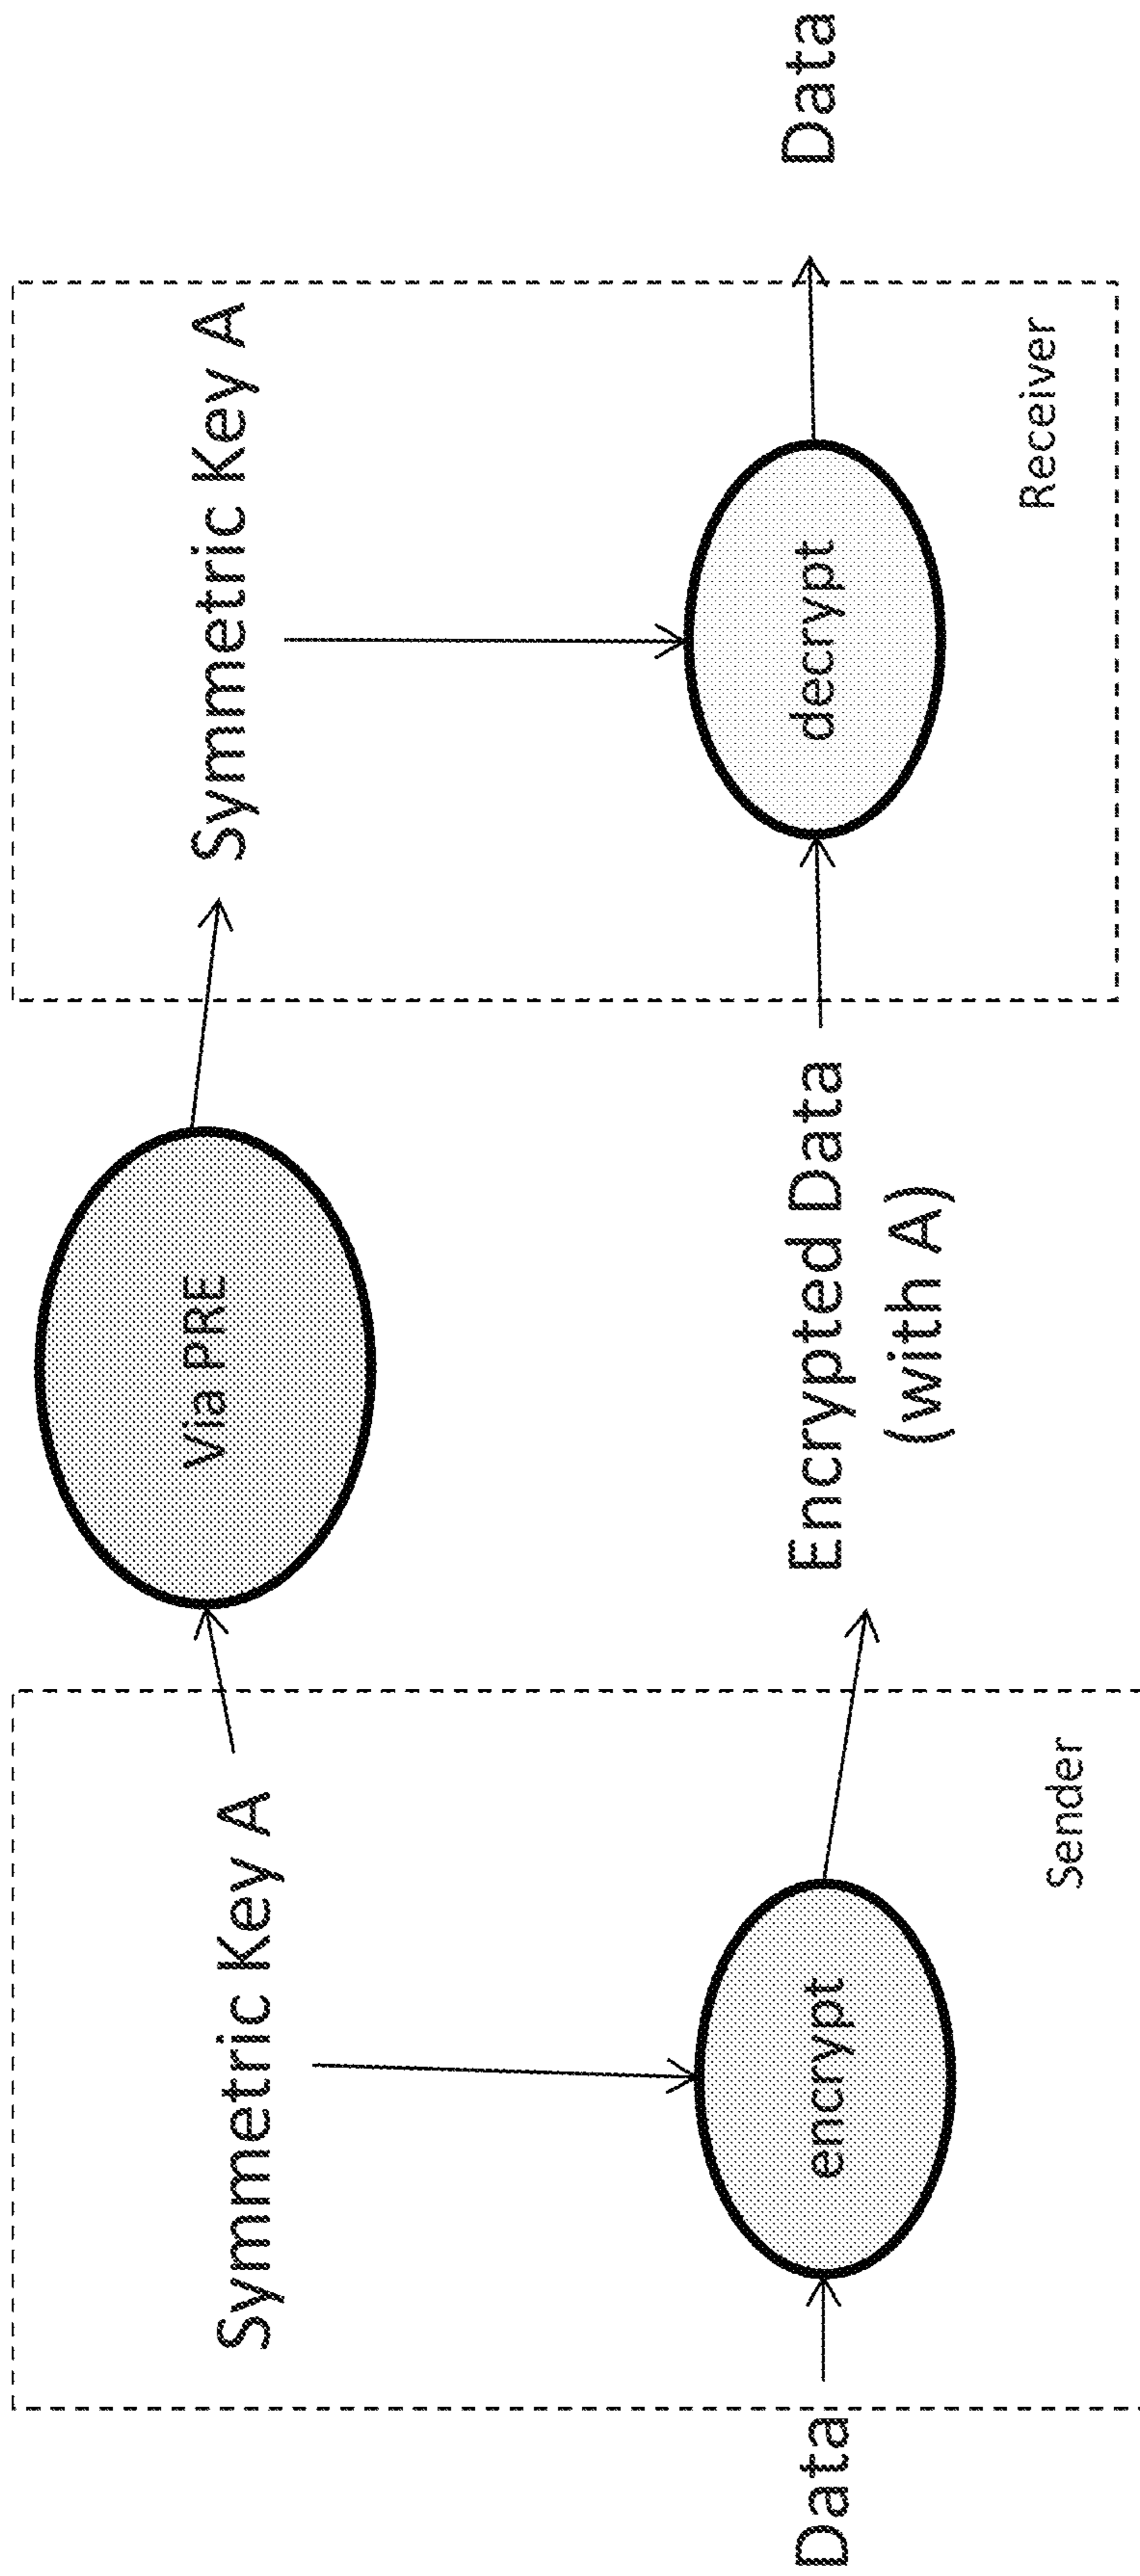 Via PRE
Symmetric Key A
Symmetric Key A
Data
encrypt
Encrypted Data
(with A)
decrypt
Data
Sender
Receiver